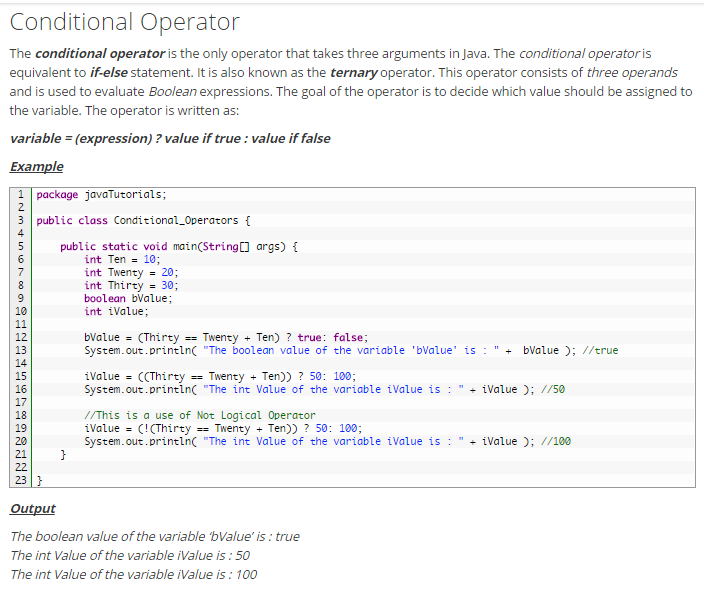 Conditional Operator
The conditional operator is the only operator that takes three arguments in Java. The conditional operator is
equivalent to if-else statement. It is also known as the ternary operator. This operator consists of three operands
and is used to evaluate Boolean expressions. The goal of the operator is to decide which value should be assigned to
the variable. The operator is written as:
variable = (expression) ? value if true : value if false
Example
1 package javaTutorials;
2
3 public class Conditional_Operators {
4
5     public static void main(String[] args) {
6         int Ten = 10;
7         int Twenty = 20;
8         int Thirty = 30;
9         boolean bValue;
10         int iValue;
11
12         bValue = (Thirty == Twenty + Ten) ? true: false;
13         System.out.println( "The boolean value of the variable 'bValue' is : " +  bValue ); //true
14
15         iValue = ((Thirty == Twenty + Ten)) ? 50: 100;
16         System.out.println( "The int Value of the variable iValue is : " + iValue ); //50
17
18         //This is a use of Not Logical Operator
19         iValue = (!(Thirty == Twenty + Ten)) ? 50: 100;
20         System.out.println( "The int Value of the variable iValue is : " + iValue ); //100
21     }
22
23 }
Output
The boolean value of the variable 'bValue' is : true
The int Value of the variable iValue is : 50
The int Value of the variable iValue is : 100